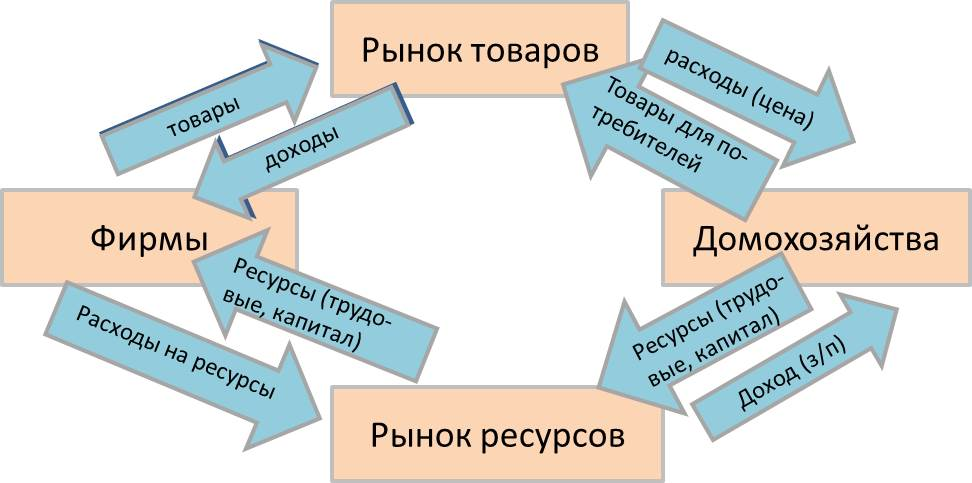 Рынок товаров
товары
доходы
расходы (цена)
Товары для по-
требителей
Фирмы
Домохозяйства
Ресурсы (трудо-
вые, капитал)
Расходы на ресурсы
Ресурсы (трудо-
вые, капитал)
Доход (з/п)
Рынок ресурсов